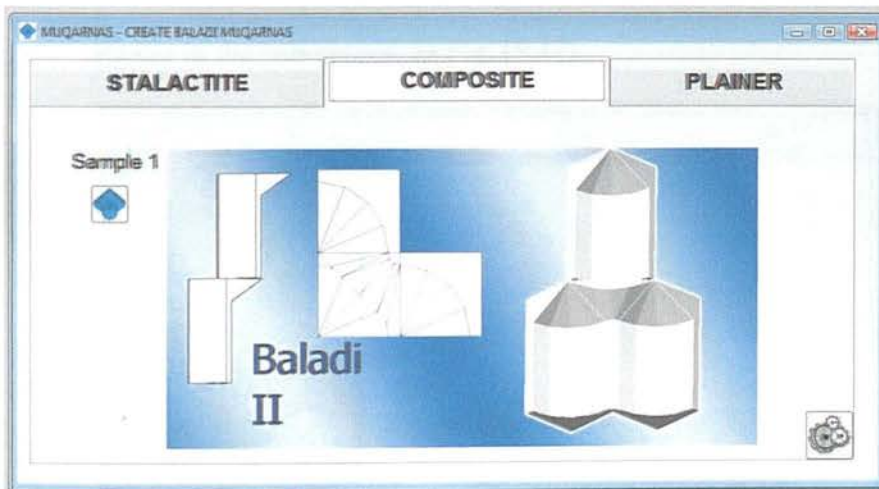 MUQARNAS - CREATE BALADI MUQARNAS
STALACTITE
COMPOSITE
PLAINER
Sample 1
Baladi
II